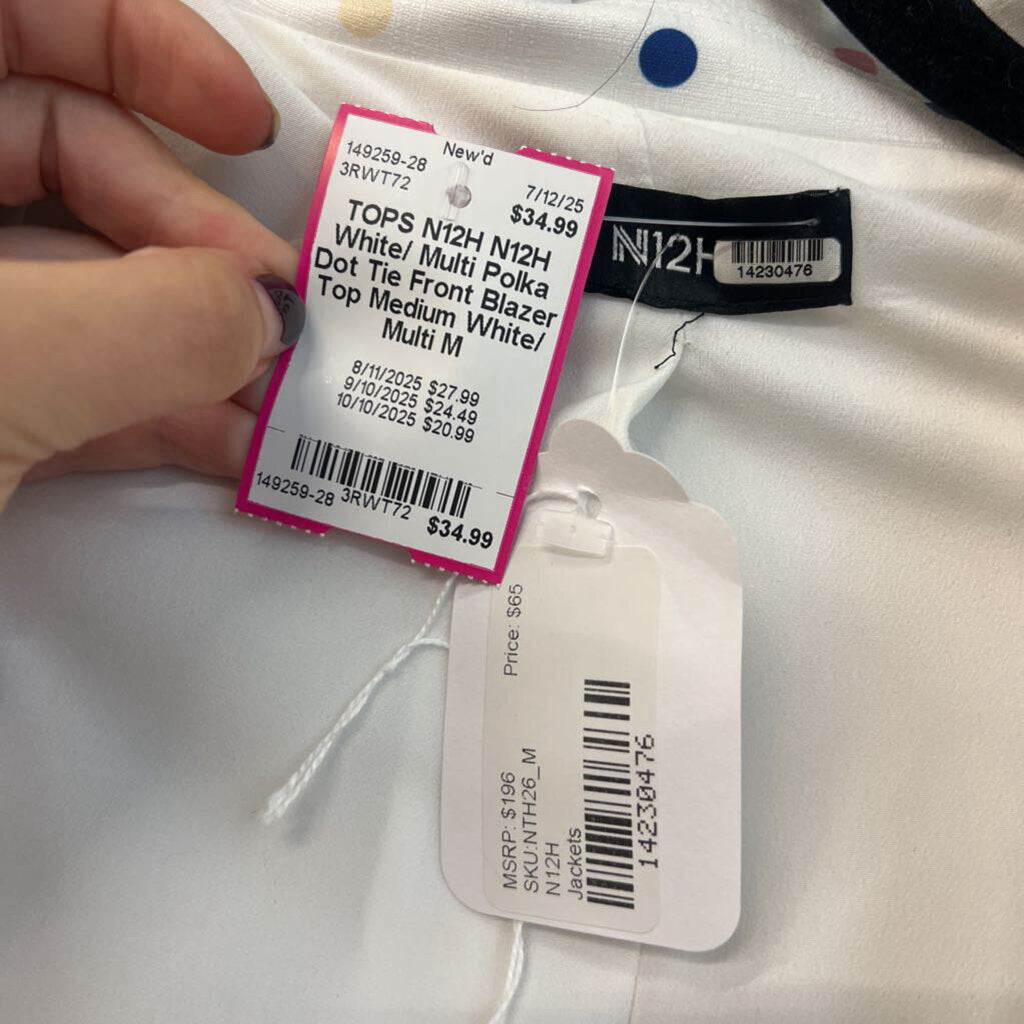 149259-28
New'd
3RWT72
7/12/25
$34.99
TOPS N12H N12H
White/ Multi Polka
Dot Tie Front Blazer
Top Medium White/
Multi M
8/11/2025 $27.99
9/10/2025 $24.49
10/10/2025 $20.99
149259-28 3RWT72 $34.99
N12H
14230476
Price: $65
MSRP: $196
SKU:NTH26_M
N12H
Jackets
14230476